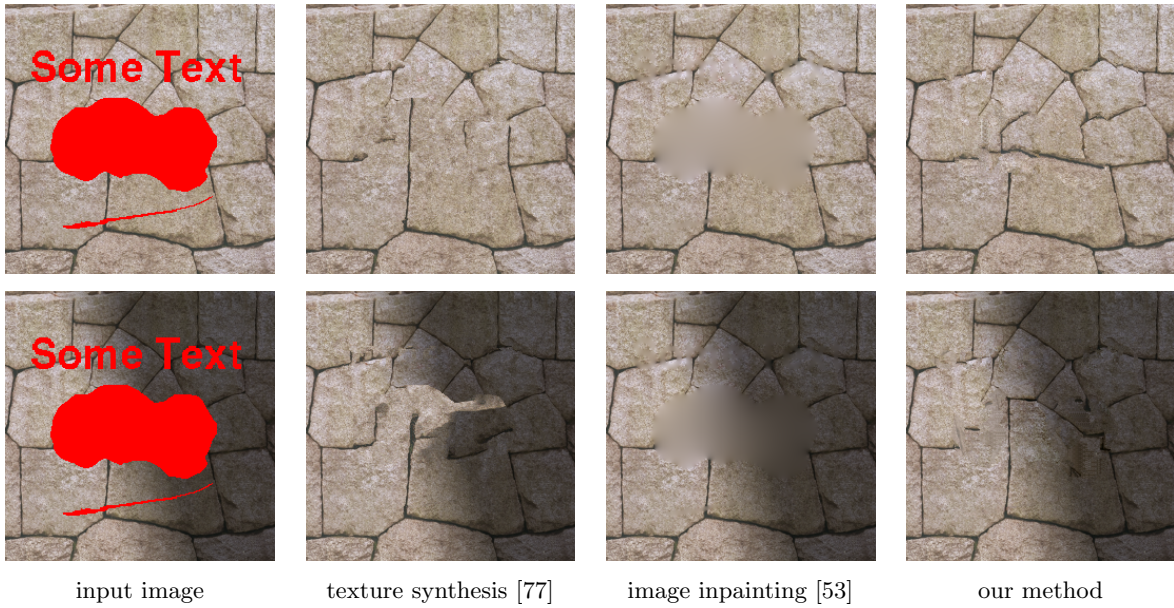 Some Text
Some Text
input image
texture synthesis [77]
image inpainting [53]
our method